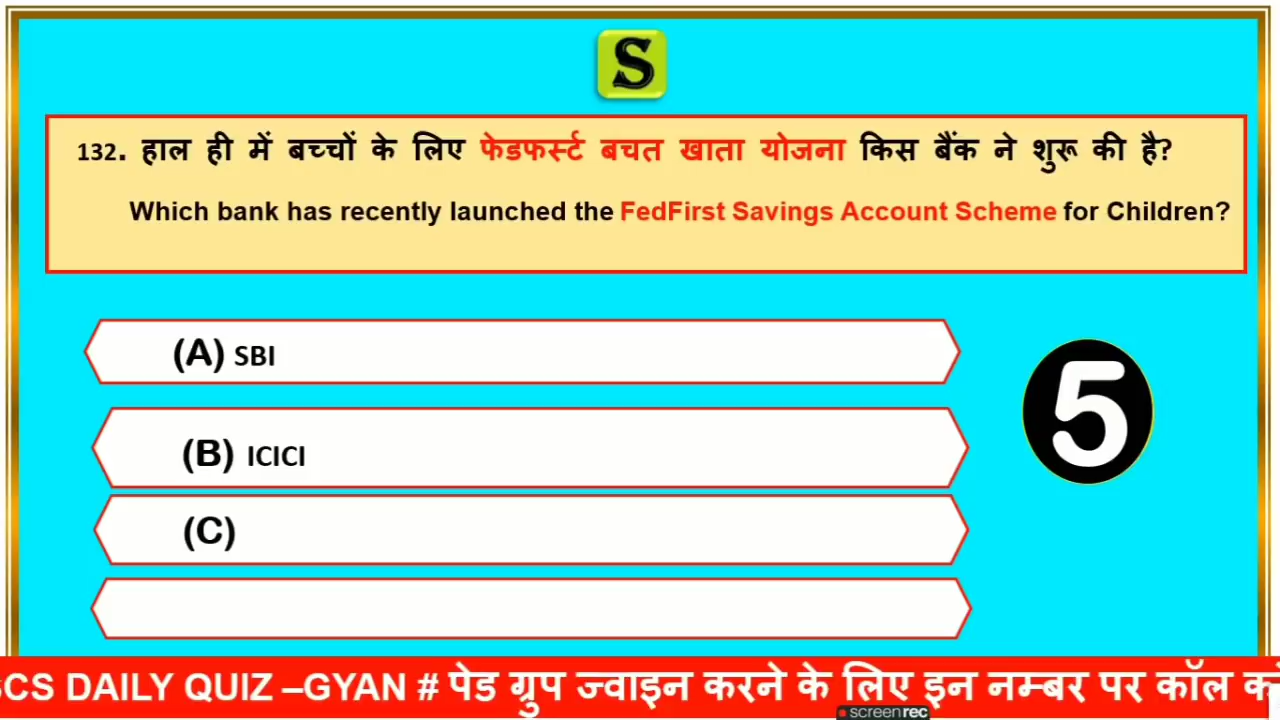 S
132. हाल ही में बच्चों के लिए फेडफर्स्ट बचत खाता योजना किस बैंक ने शुरू की है?
Which bank has recently launched the FedFirst Savings Account Scheme for Children?
(A) SBI
5
(B) ICICI
(C)
SCS DAILY QUIZ –GYAN # पेड ग्रुप ज्वाइन करने के लिए इन नम्बर पर कॉल
screenrec